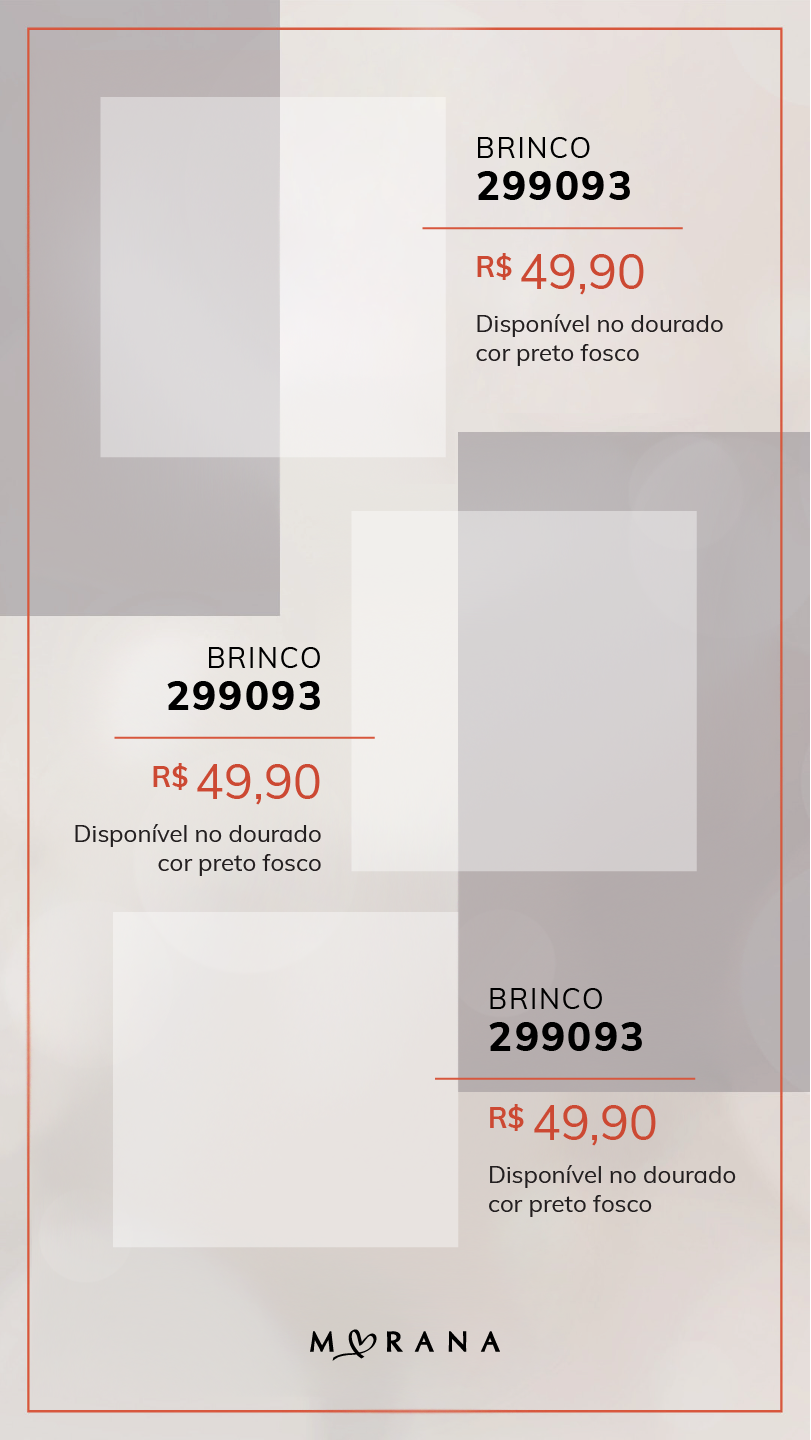 BRINCO
299093
R$ 49,90
Disponível no dourado
cor preto fosco
BRINCO
299093
R$ 49,90
Disponível no dourado
cor preto fosco
BRINCO
299093
R$ 49,90
Disponível no dourado
cor preto fosco
MORANA